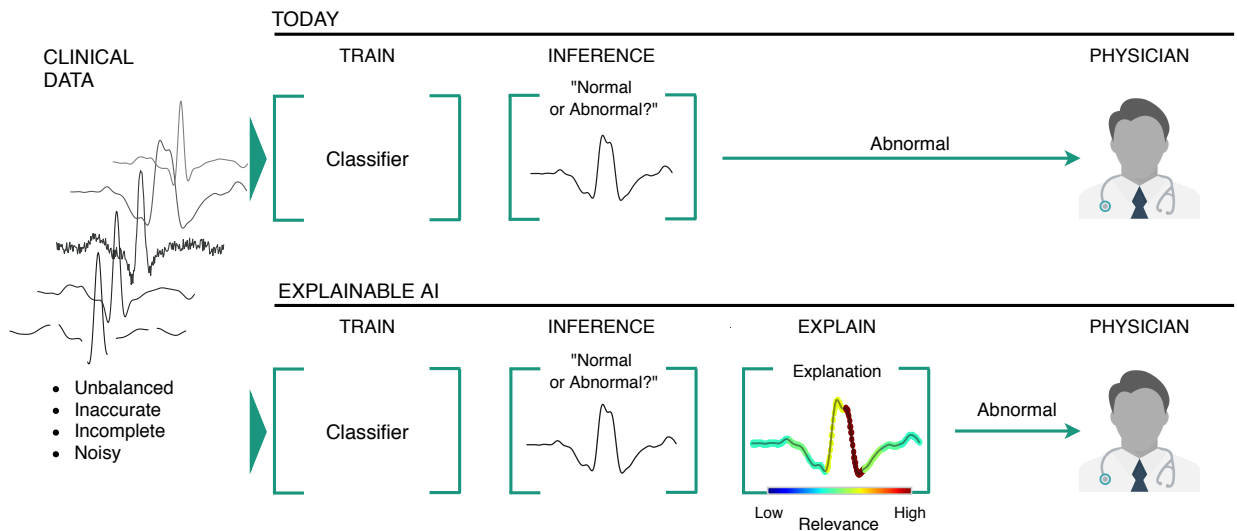 TODAY
CLINICAL
DATA
TRAIN
INFERENCE
PHYSICIAN
"Normal
or Abnormal?"
Classifier
Abnormal
EXPLAINABLE AI
TRAIN
INFERENCE
EXPLAIN
PHYSICIAN
"Normal
or Abnormal?"
Explanation
Classifier
Abnormal
• Unbalanced
• Inaccurate
• Incomplete
• Noisy
Low
High
Relevance